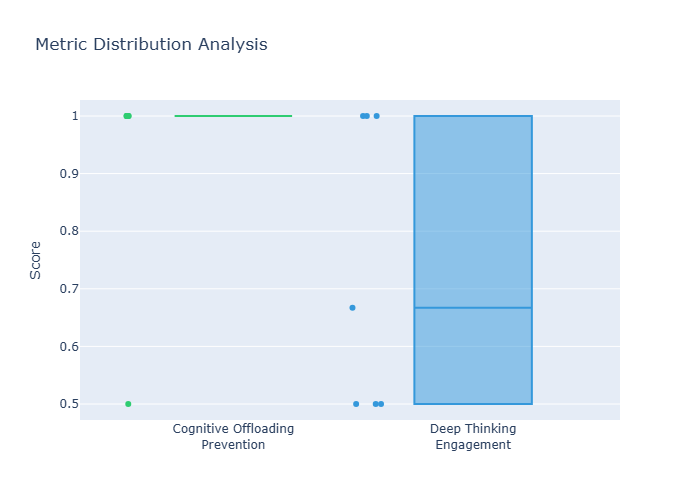 Metric Distribution Analysis
Score
1
0.9
0.8
0.7
0.6
0.5
Cognitive Offloading
Prevention
Deep Thinking
Engagement